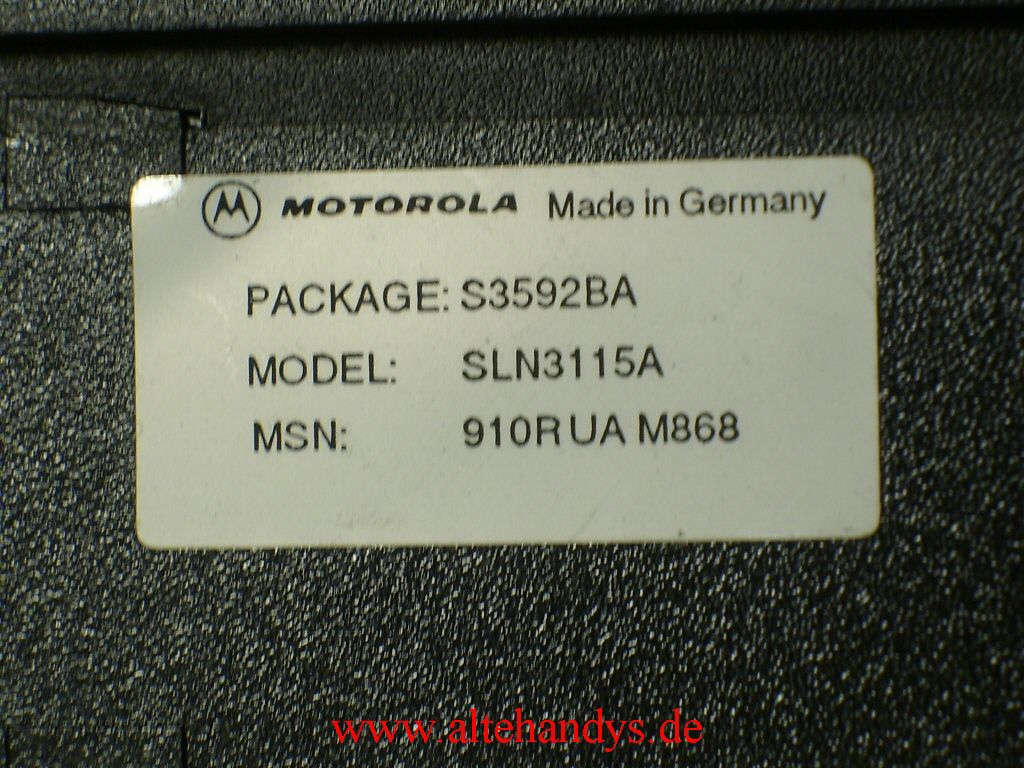 MOTOROLA Made in Germany
PACKAGE: S3592BA
MODEL: SLN3115A
MSN: 910RUA M868
www.altehandys.de